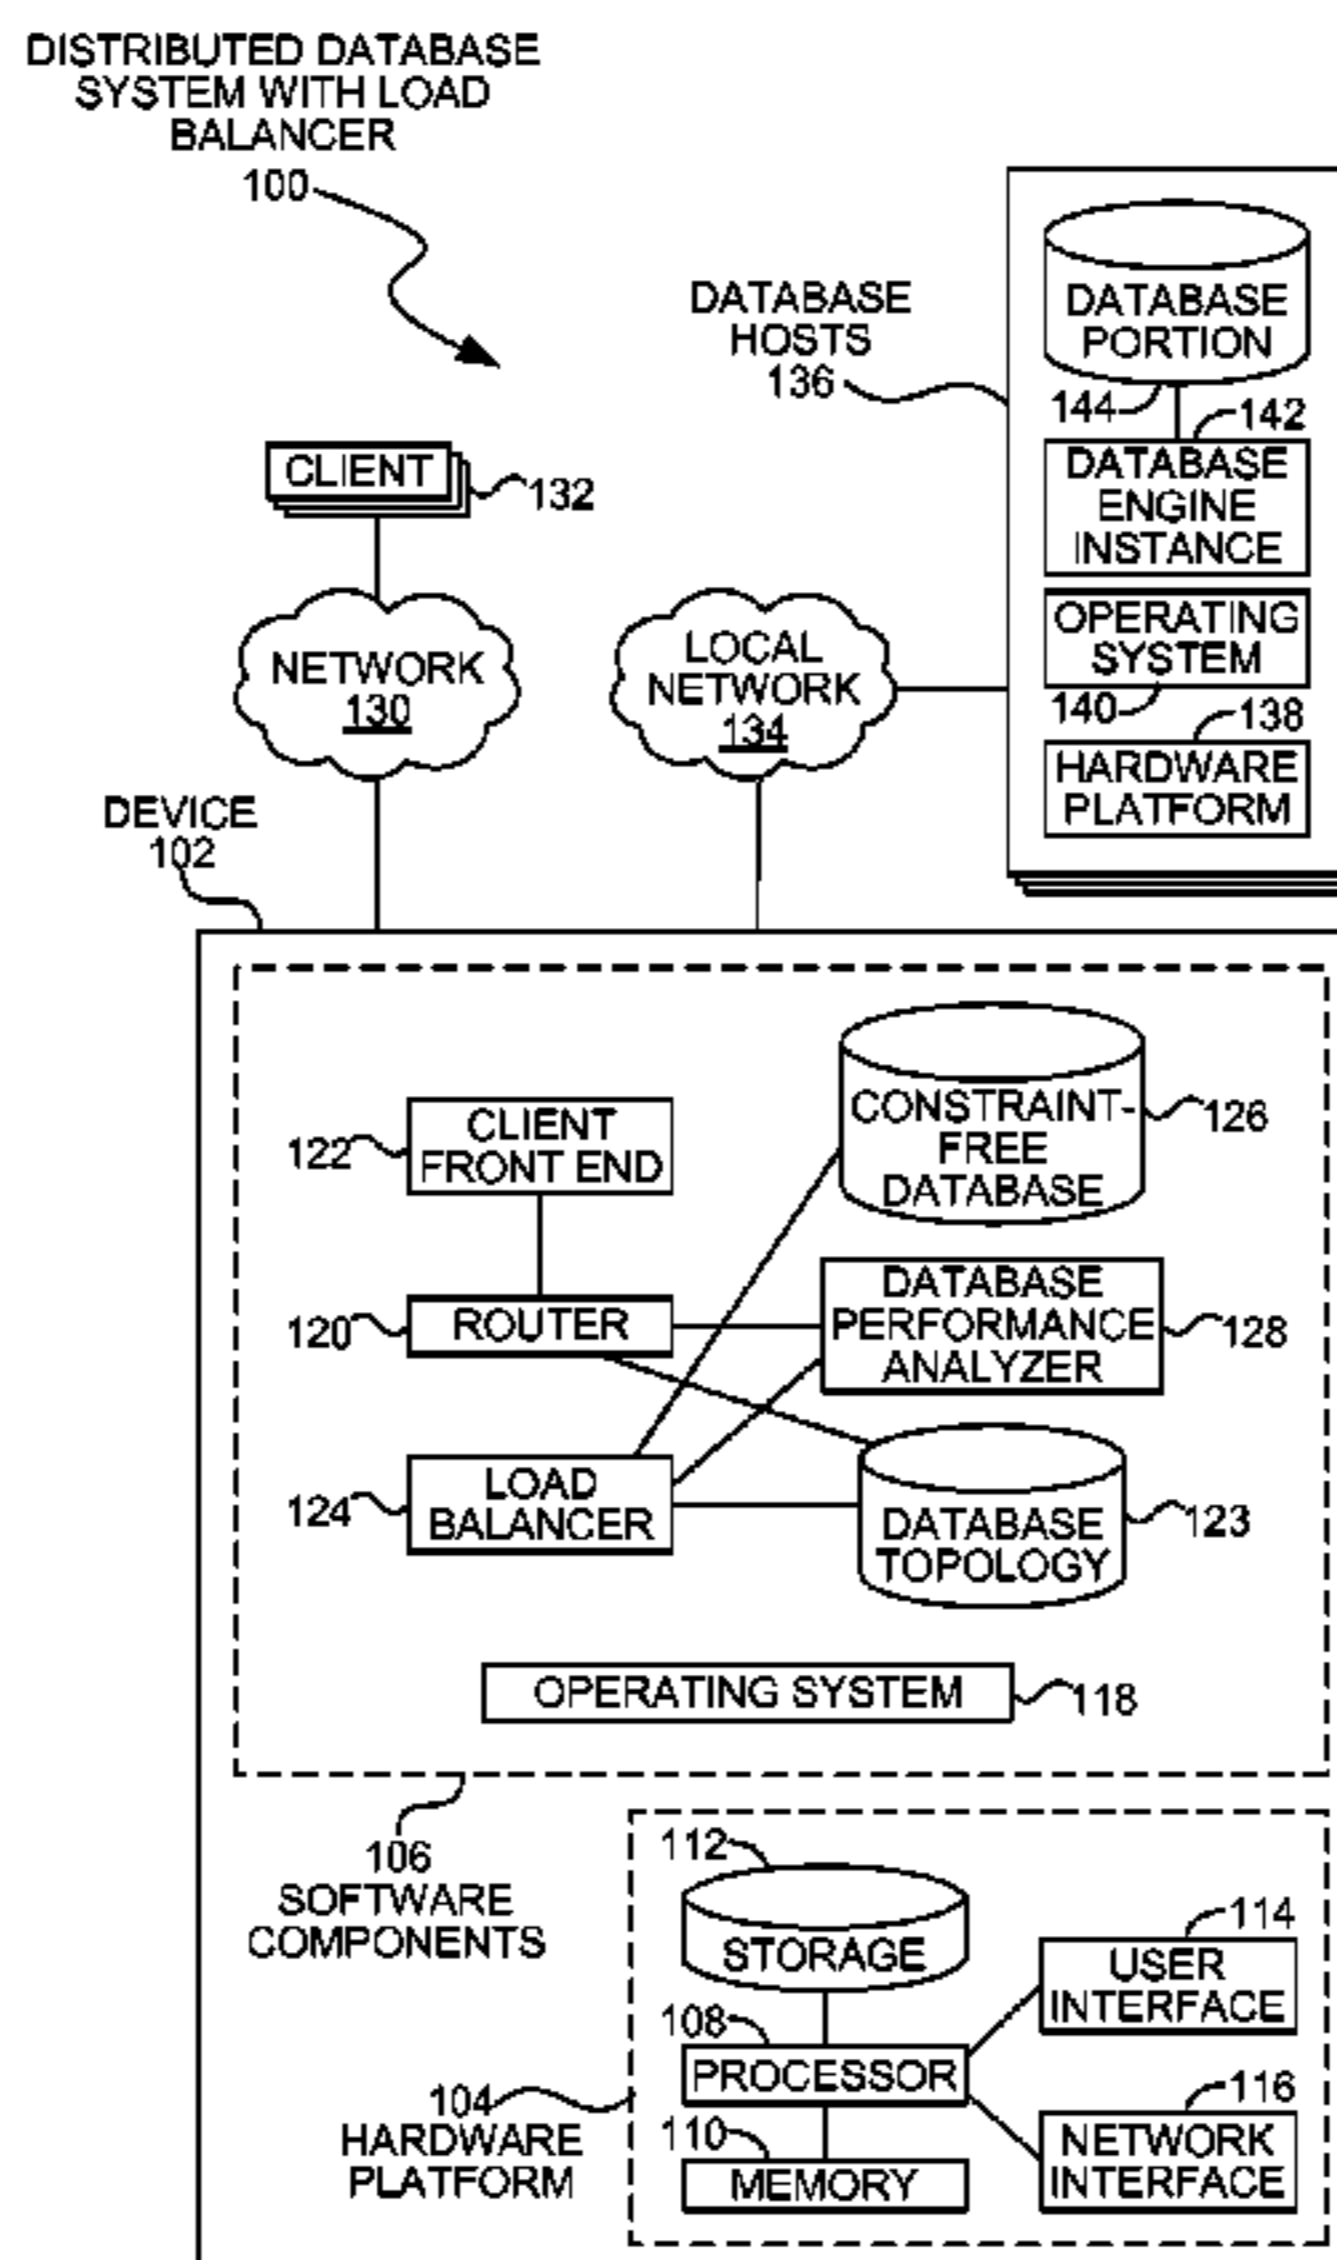 DISTRIBUTED DATABASE
SYSTEM WITH LOAD
BALANCER
100
DATABASE
HOSTS
136
DATABASE
PORTION
144
142
DATABASE
ENGINE
INSTANCE
OPERATING
SYSTEM
140
138
HARDWARE
PLATFORM
CLIENT
132
NETWORK
130
LOCAL
NETWORK
134
DEVICE
102
CONSTRAINT-
FREE
DATABASE
126
122
CLIENT
FRONT END
120
ROUTER
DATABASE
PERFORMANCE
ANALYZER
128
124
LOAD
BALANCER
DATABASE
TOPOLOGY
123
OPERATING SYSTEM
118
106
SOFTWARE
COMPONENTS
112
STORAGE
114
USER
INTERFACE
108
PROCESSOR
104
HARDWARE
PLATFORM
110
MEMORY
116
NETWORK
INTERFACE